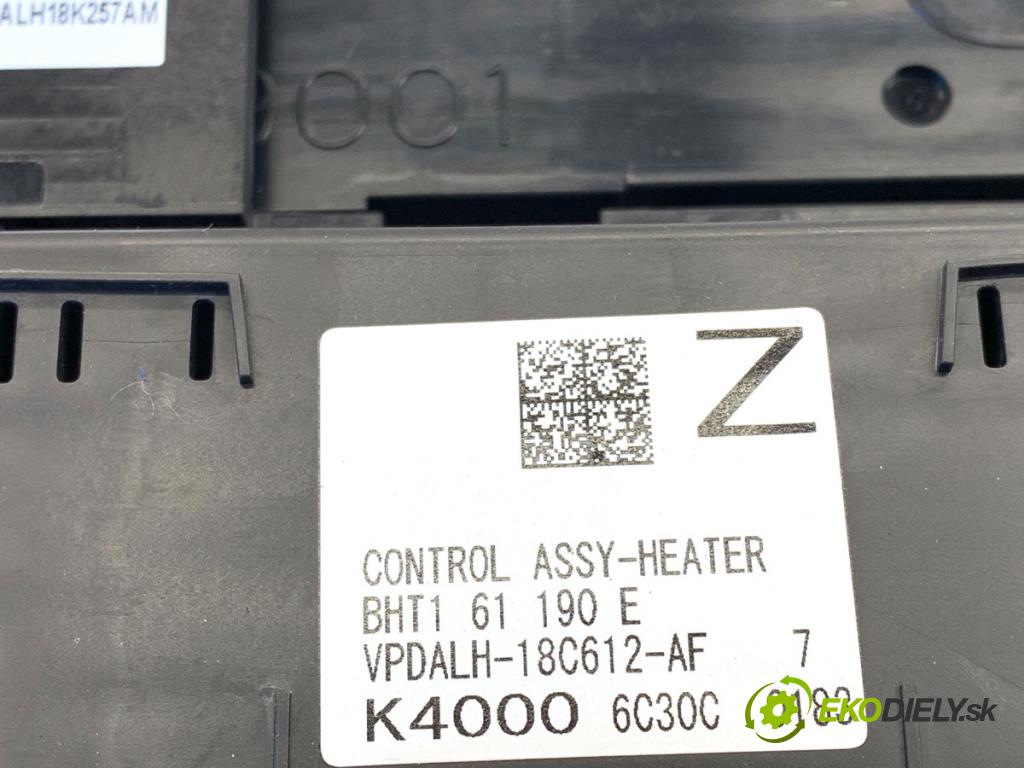 ALH18K257AM
001
Z
CONTROL ASSY-HEATER
BHT1 61 190 E
VPDALH-18C612-AF 7
K4000 6C30C
EKODIELY.sk